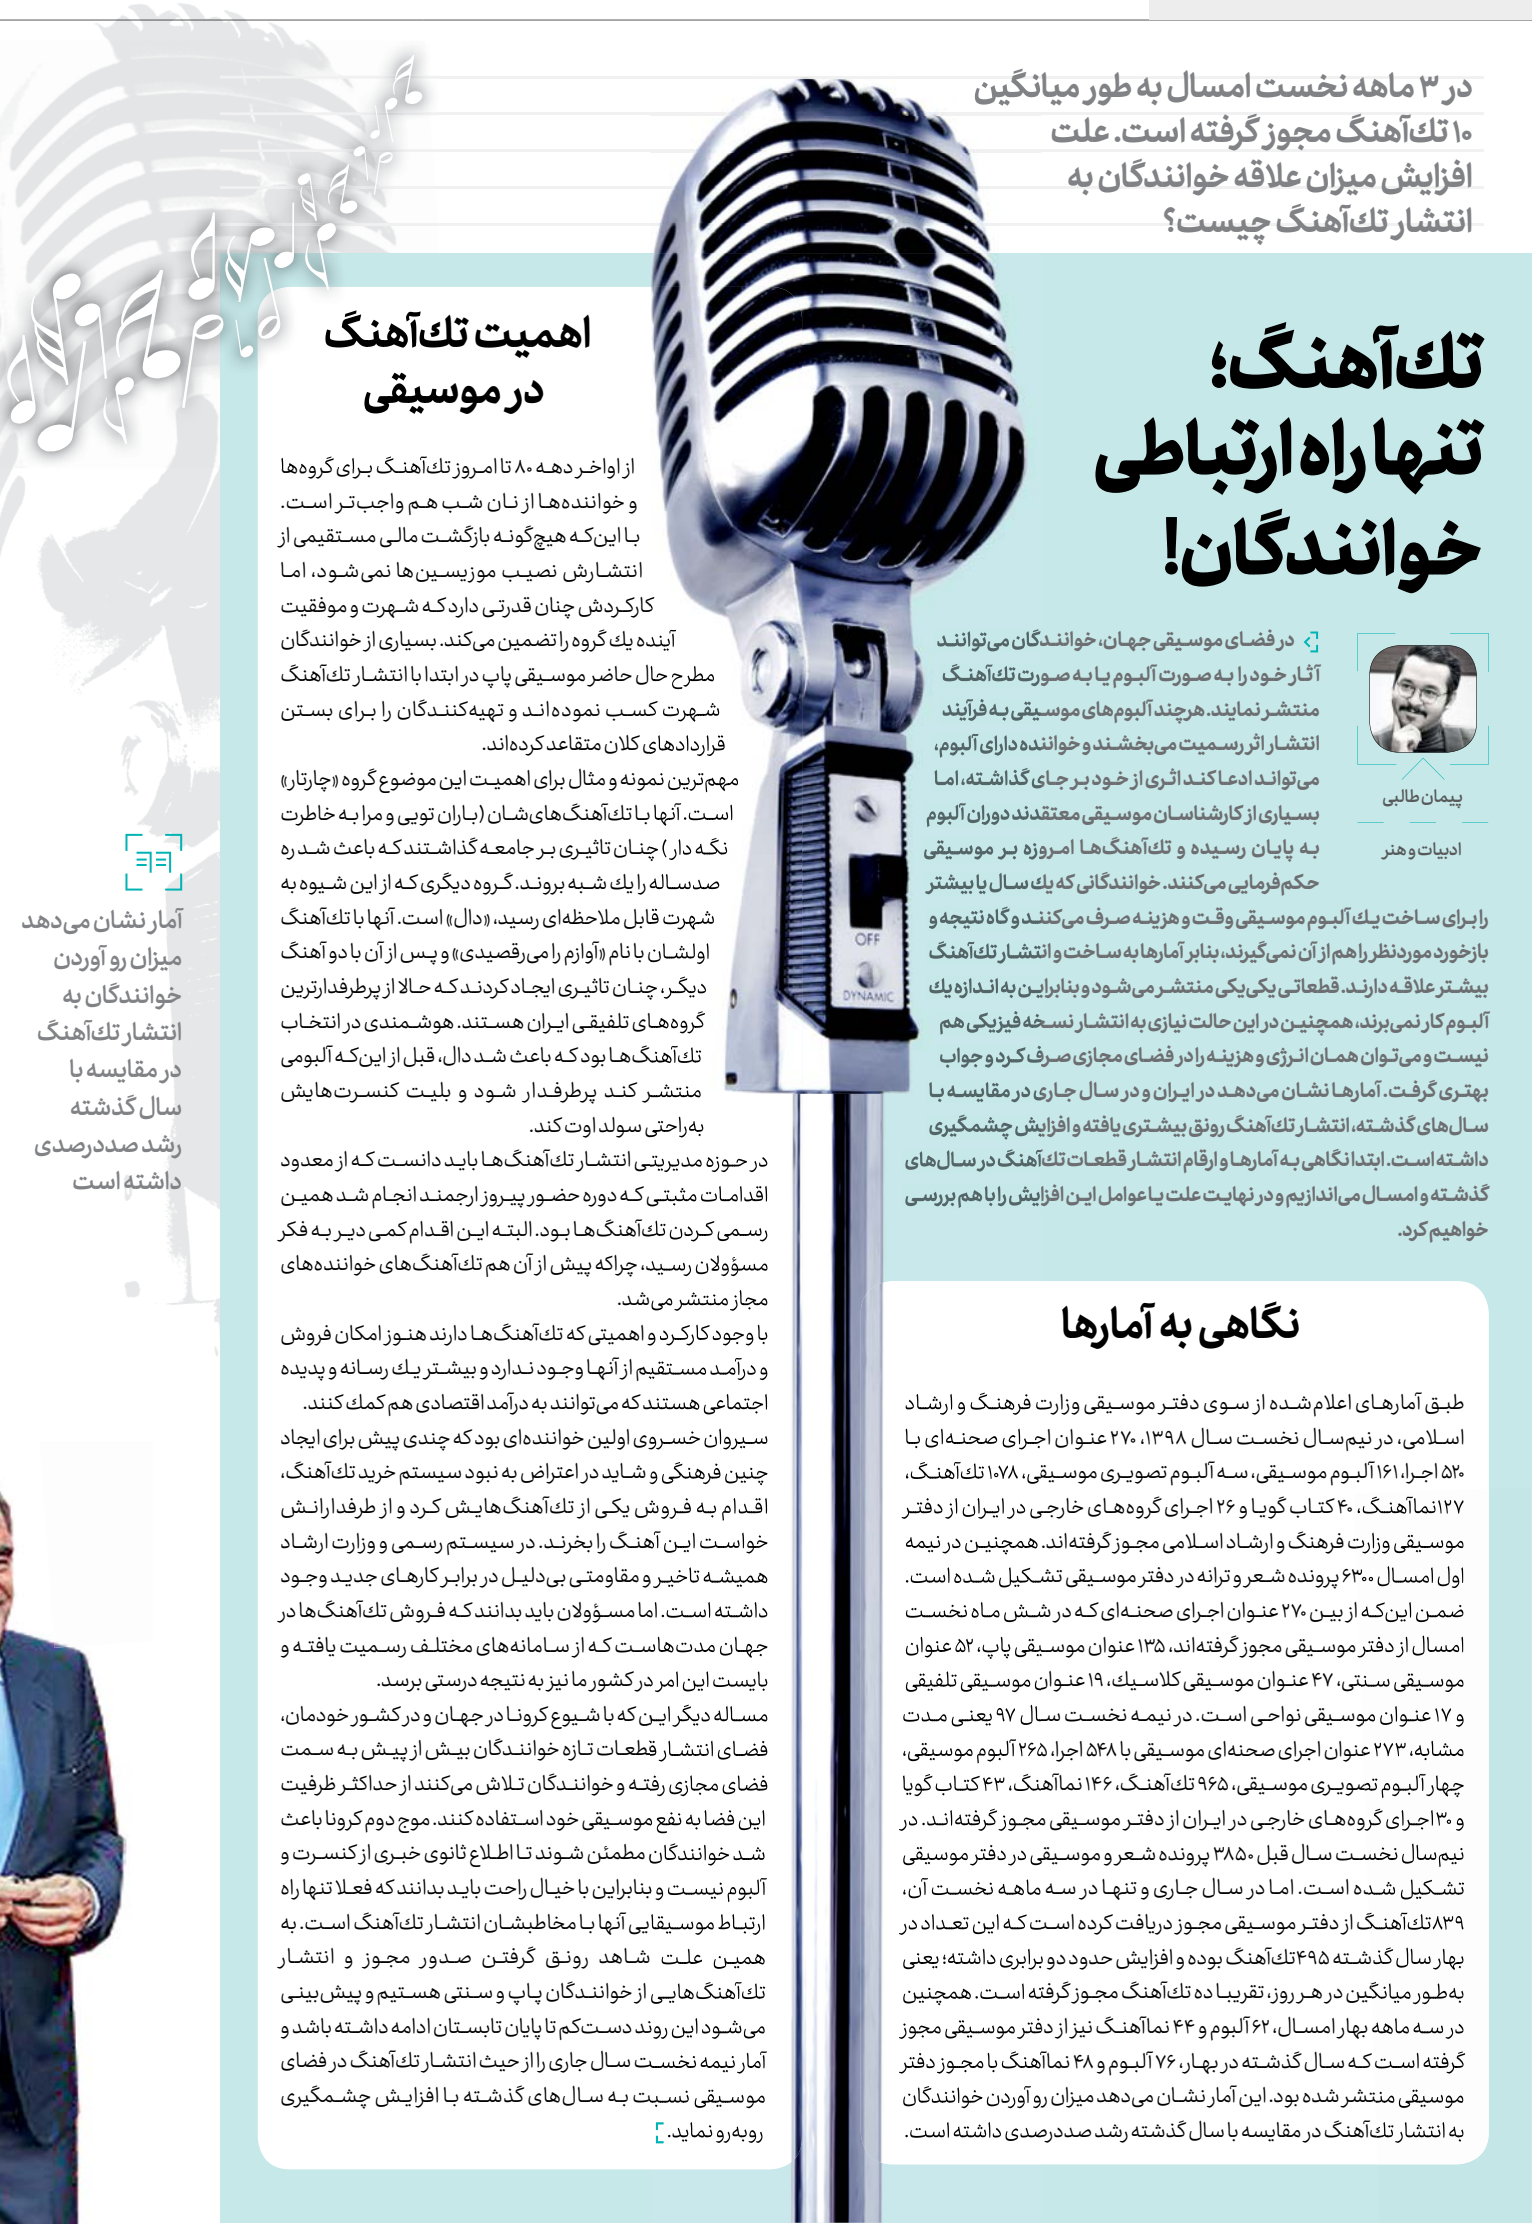 در ۳ ماهه نخست امسال به طور میانگین
۱۰ تك‌آهنگ مجوز گرفته است. علت
افزایش میزان علاقه خوانندگان به
انتشار تك‌آهنگ چیست؟
تك‌آهنگ؛
تنها راه ارتباطی
خوانندگان!
پیمان طالبی
ادبیات و هنر
در فضای موسیقی جهان، خوانندگان می‌توانند
آثار خود را به صورت آلبوم یا به صورت تك‌آهنگ
منتشر نمایند. هرچند آلبوم‌های موسیقی به فرآیند
انتشار اثر رسمیت می‌بخشند و خواننده دارای آلبوم،
می‌تواند ادعا کند اثری از خود بر جای گذاشته، اما
بسیاری از کارشناسان موسیقی معتقدند دوران آلبوم
به پایان رسیده و تك‌آهنگ‌ها امروزه بر موسیقی
حکم‌فرمایی می‌کنند. خوانندگانی که یك سال یا بیشتر
را برای ساخت یك آلبوم موسیقی وقت و هزینه صرف می‌کنند و گاه نتیجه و
بازخورد موردنظر را هم از آن نمی‌گیرند، بنابر آمارها به ساخت و انتشار تك‌آهنگ
بیشتر علاقه دارند. قطعاتی یکی‌یکی منتشر می‌شود و بنابراین به اندازه یك
آلبوم کار نمی‌برند، همچنین در این حالت نیازی به انتشار نسخه فیزیکی هم
نیست و می‌توان همان انرژی و هزینه را در فضای مجازی صرف کرد و جواب
بهتری گرفت. آمارها نشان می‌دهد در ایران و در سال جاری در مقایسه با
سال‌های گذشته، انتشار تك‌آهنگ رونق بیشتری یافته و افزایش چشمگیری
داشته است. ابتدا نگاهی به آمارها و ارقام انتشار قطعات تك‌آهنگ در سال‌های
گذشته و امسال می‌اندازیم و در نهایت علت یا عوامل این افزایش را با هم بررسی
خواهیم کرد.
نگاهی به آمارها
طبق آمارهای اعلام‌شده از سوی دفتر موسیقی وزارت فرهنگ و ارشاد
اسلامی، در نیم‌سال نخست سال ۱۳۹۸، ۲۷۰ عنوان اجرای صحنه‌ای با
۵۲۰ اجرا، ۱۶۱ آلبوم موسیقی، سه آلبوم تصویری موسیقی، ۱۰۷۸ تك‌آهنگ،
۱۲۷نماآهنگ، ۴۰ کتاب گویا و ۲۶ اجرای گروه‌های خارجی در ایران از دفتر
موسیقی وزارت فرهنگ و ارشاد اسلامی مجوز گرفته‌اند. همچنین در نیمه
اول امسال ۶۳۰۰ پرونده شعر و ترانه در دفتر موسیقی تشکیل شده است.
ضمن این‌که از بین ۲۷۰ عنوان اجرای صحنه‌ای که در شش ماه نخست
امسال از دفتر موسیقی مجوز گرفته‌اند، ۱۳۵ عنوان موسیقی پاپ، ۵۲ عنوان
موسیقی سنتی، ۴۷ عنوان موسیقی کلاسیك، ۱۹ عنوان موسیقی تلفیقی
و ۱۷ عنوان موسیقی نواحی است. در نیمه نخست سال ۹۷ یعنی مدت
مشابه، ۲۷۳ عنوان اجرای صحنه‌ای موسیقی با ۵۴۸ اجرا، ۲۶۵ آلبوم موسیقی،
چهار آلبوم تصویری موسیقی، ۹۶۵ تك‌آهنگ، ۱۴۶ نماآهنگ، ۴۳ کتاب گویا
و ۳۰اجرای گروه‌های خارجی در ایران از دفتر موسیقی مجوز گرفته‌اند. در
نیم‌سال نخست سال قبل ۳۸۵۰ پرونده شعر و موسیقی در دفتر موسیقی
تشکیل شده است. اما در سال جاری و تنها در سه ماهه نخست آن،
۸۳۹تك‌آهنگ از دفتر موسیقی مجوز دریافت کرده است که این تعداد در
بهار سال گذشته ۴۹۵تك‌آهنگ بوده و افزایش حدود دو برابری داشته؛ یعنی
به‌طور میانگین در هر روز، تقریبا ده تك‌آهنگ مجوز گرفته است. همچنین
در سه ماهه بهار امسال، ۶۲ آلبوم و ۴۴ نماآهنگ نیز از دفتر موسیقی مجوز
گرفته است که سال گذشته در بهار، ۷۶ آلبوم و ۴۸ نماآهنگ با مجوز دفتر
موسیقی منتشر شده بود. این آمار نشان می‌دهد میزان رو آوردن خوانندگان
به انتشار تك‌آهنگ در مقایسه با سال گذشته رشد صددرصدی داشته است.
OFF
DYNAMIC
اهمیت تك‌آهنگ
در موسیقی
از اواخر دهه ۸۰ تا امروز تك‌آهنگ برای گروه‌ها
و خواننده‌ها از نان شب هم واجب‌تر است.
با این‌که هیچ‌گونه بازگشت مالی مستقیمی از
انتشارش نصیب موزیسین‌ها نمی‌شود، اما
کارکردش چنان قدرتی دارد که شهرت و موفقیت
آینده یك گروه را تضمین می‌کند. بسیاری از خوانندگان
مطرح حال حاضر موسیقی پاپ در ابتدا با انتشار تك‌آهنگ
شهرت کسب نموده‌اند و تهیه‌کنندگان را برای بستن
قراردادهای کلان متقاعد کرده‌اند.
مهم‌ترین نمونه و مثال برای اهمیت این موضوع گروه «چارتار»
است. آنها با تك‌آهنگ‌های‌شان (باران تویی و مرا به خاطرت
نگه دار) چنان تاثیری بر جامعه گذاشتند که باعث شد ره
صدساله را یك شبه بروند. گروه دیگری که از این شیوه به
شهرت قابل ملاحظه‌ای رسید، «دال» است. آنها با تك‌آهنگ
اولشان با نام «آوازم را می‌رقصیدی» و پس از آن با دو آهنگ
دیگر، چنان تاثیری ایجاد کردند که حالا از پرطرفدارترین
گروه‌های تلفیقی ایران هستند. هوشمندی در انتخاب
تك‌آهنگ‌ها بود که باعث شد دال، قبل از این‌که آلبومی
منتشر کند پرطرفدار شود و بلیت کنسرت‌هایش
به‌راحتی سولد اوت کند.
در حوزه مدیریتی انتشار تك‌آهنگ‌ها باید دانست که از معدود
اقدامات مثبتی که دوره حضور پیروز ارجمند انجام شد همین
رسمی کردن تك‌آهنگ‌ها بود. البته این اقدام کمی دیر به فکر
مسؤولان رسید، چراکه پیش از آن هم تك‌آهنگ‌های خواننده‌های
مجاز منتشر می‌شد.
با وجود کارکرد و اهمیتی که تك‌آهنگ‌ها دارند هنوز امکان فروش
و درآمد مستقیم از آنها وجود ندارد و بیشتر یك رسانه و پدیده
اجتماعی هستند که می‌توانند به درآمد اقتصادی هم کمك کنند.
سیروان خسروی اولین خواننده‌ای بود که چندی پیش برای ایجاد
چنین فرهنگی و شاید در اعتراض به نبود سیستم خرید تك‌آهنگ،
اقدام به فروش یکی از تك‌آهنگ‌هایش کرد و از طرفدارانش
خواست این آهنگ را بخرند. در سیستم رسمی و وزارت ارشاد
همیشه تاخیر و مقاومتی بی‌دلیل در برابر کارهای جدید وجود
داشته است. اما مسؤولان باید بدانند که فروش تك‌آهنگ‌ها در
جهان مدت‌هاست که از سامانه‌های مختلف رسمیت یافته و
بایست این امر در کشور ما نیز به نتیجه درستی برسد.
مساله دیگر این که با شیوع کرونا در جهان و در کشور خودمان،
فضای انتشار قطعات تازه خوانندگان بیش از پیش به سمت
فضای مجازی رفته و خوانندگان تلاش می‌کنند از حداکثر ظرفیت
این فضا به نفع موسیقی خود استفاده کنند. موج دوم کرونا باعث
شد خوانندگان مطمئن شوند تا اطلاع ثانوی خبری از کنسرت و
آلبوم نیست و بنابراین با خیال راحت باید بدانند که فعلا تنها راه
ارتباط موسیقایی آنها با مخاطبشان انتشار تك‌آهنگ است. به
همین علت شاهد رونق گرفتن صدور مجوز و انتشار
تك‌آهنگ‌هایی از خوانندگان پاپ و سنتی هستیم و پیش‌بینی
می‌شود این روند دست‌کم تا پایان تابستان ادامه داشته باشد و
آمار نیمه نخست سال جاری را از حیث انتشار تك‌آهنگ در فضای
موسیقی نسبت به سال‌های گذشته با افزایش چشمگیری
روبه‌رو نماید.
آمار نشان می‌دهد
میزان رو آوردن
خوانندگان به
انتشار تك‌آهنگ
در مقایسه با
سال گذشته
رشد صددرصدی
داشته است